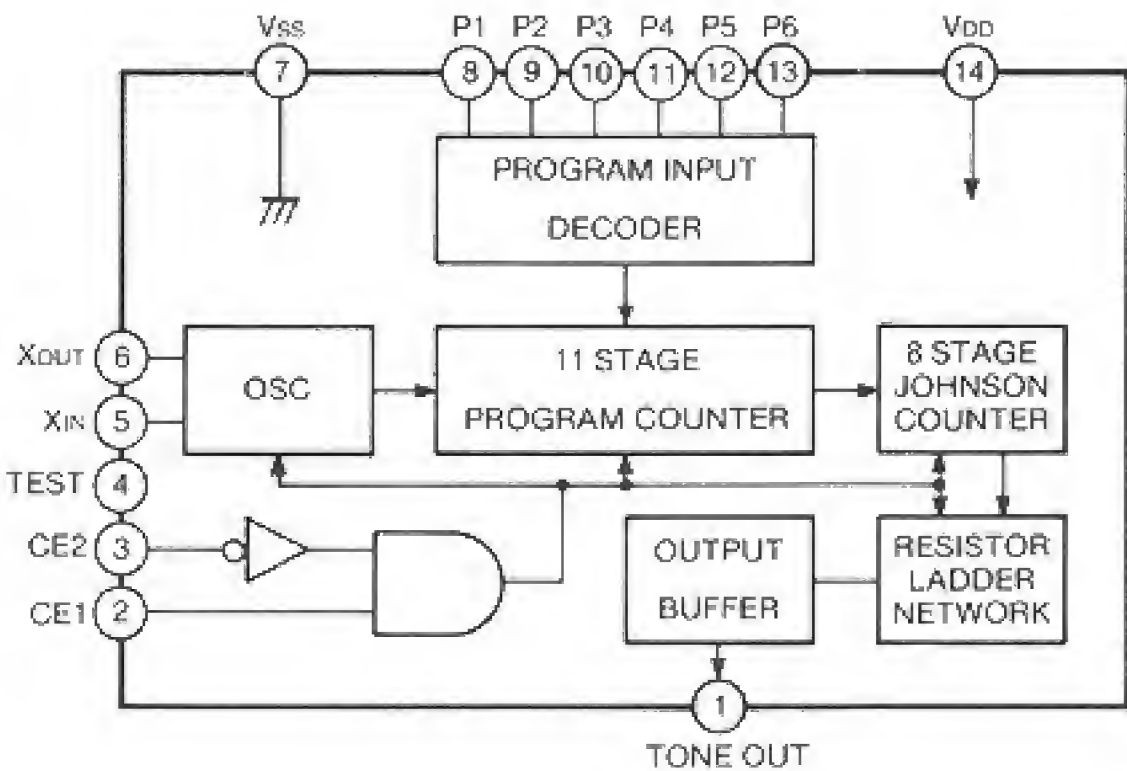 VSS P1 P2 P3 P4 P5 P6 VDD
7 8 9 10 11 12 13 14
PROGRAM INPUT
DECODER
XOUT 6
XIN 5
TEST 4
CE2 3
CE1 2
OSC
11 STAGE
PROGRAM COUNTER
8 STAGE
JOHNSON
COUNTER
OUTPUT
BUFFER
RESISTOR
LADDER
NETWORK
1
TONE OUT